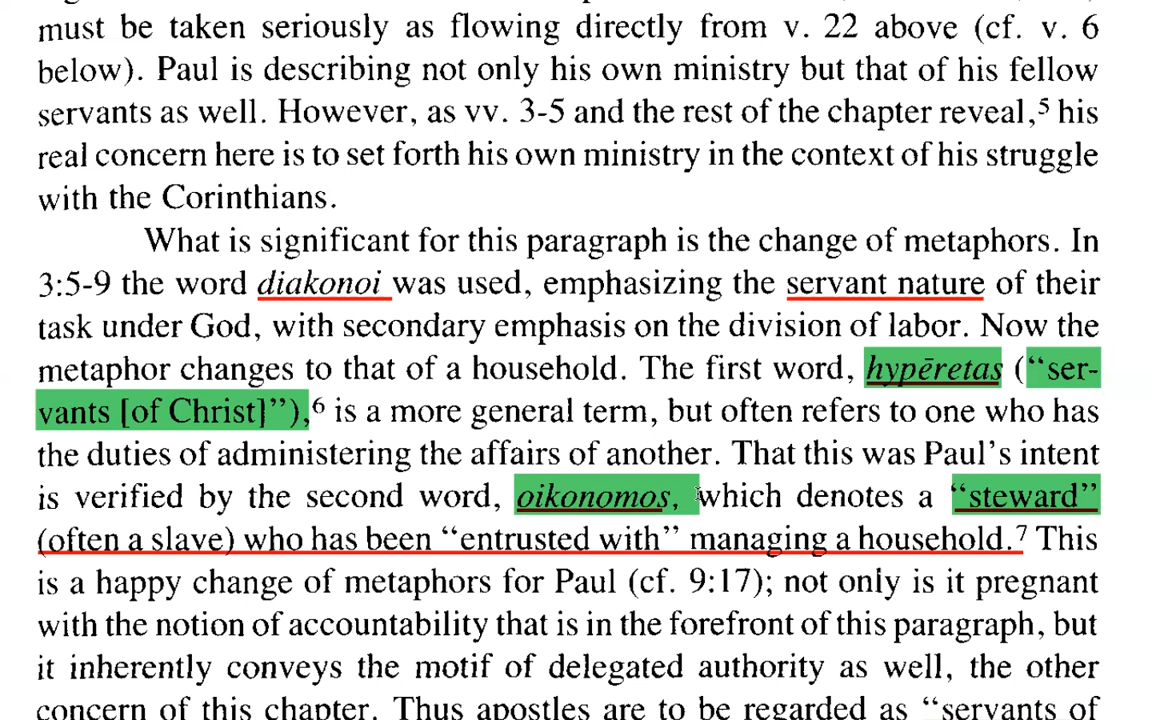 must be taken seriously as flowing directly from v. 22 above (cf. v. 6
below). Paul is describing not only his own ministry but that of his fellow
servants as well. However, as vv. 3-5 and the rest of the chapter reveal,⁵ his
real concern here is to set forth his own ministry in the context of his struggle
with the Corinthians.
What is significant for this paragraph is the change of metaphors. In
3:5-9 the word diakonoi was used, emphasizing the servant nature of their
task under God, with secondary emphasis on the division of labor. Now the
metaphor changes to that of a household. The first word, hypēretas (“ser-
vants [of Christ]”),⁶ is a more general term, but often refers to one who has
the duties of administering the affairs of another. That this was Paul’s intent
is verified by the second word, oikonomos, which denotes a “steward”
(often a slave) who has been “entrusted with” managing a household.⁷ This
is a happy change of metaphors for Paul (cf. 9:17); not only is it pregnant
with the notion of accountability that is in the forefront of this paragraph, but
it inherently conveys the motif of delegated authority as well, the other
concern of this chapter. Thus apostles are to be regarded as “servants of